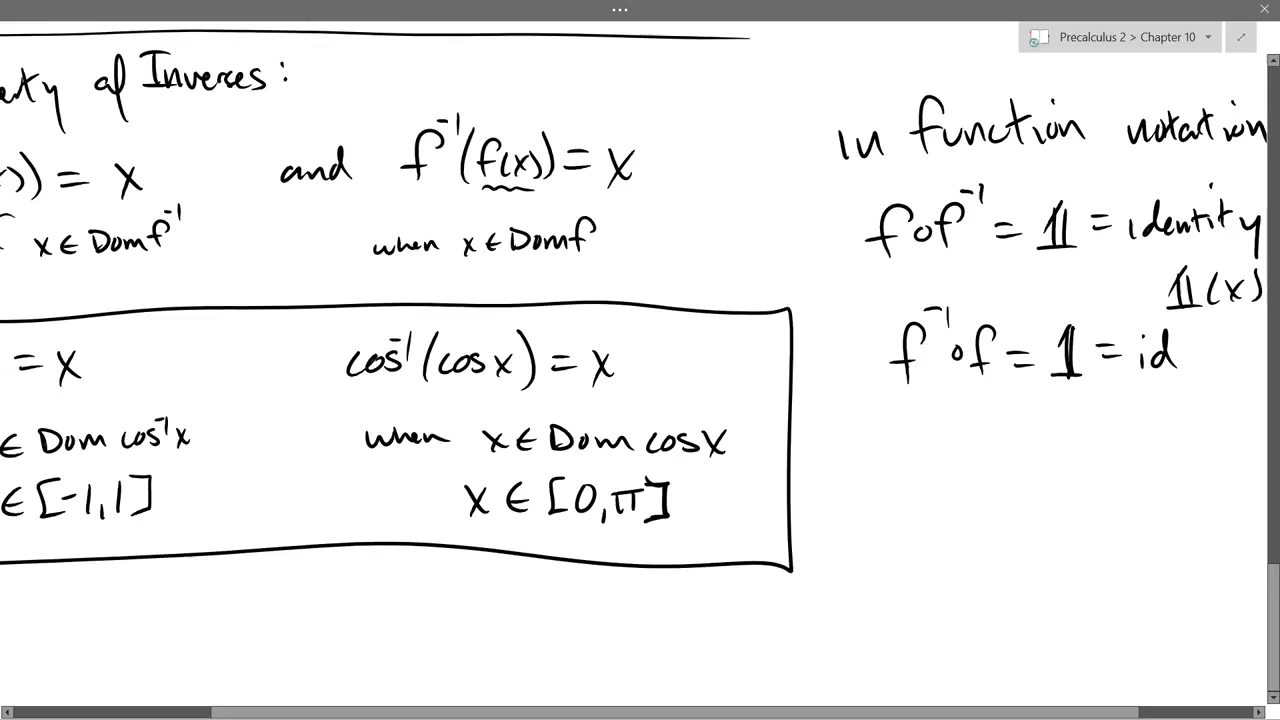 Precalculus 2 > Chapter 10
erty of Inverses:
)) = x and f⁻¹(f(x)) = x
x ∈ Dom f⁻¹ when x ∈ Dom f
= x cos⁻¹(cos x) = x
∈ Dom cos⁻¹x when x ∈ Dom cos x
∈ [-1,1] x ∈ [0,π]
in function notation
f∘f⁻¹ = 𝟙 = identity
𝟙(x)
f⁻¹∘f = 𝟙 = id